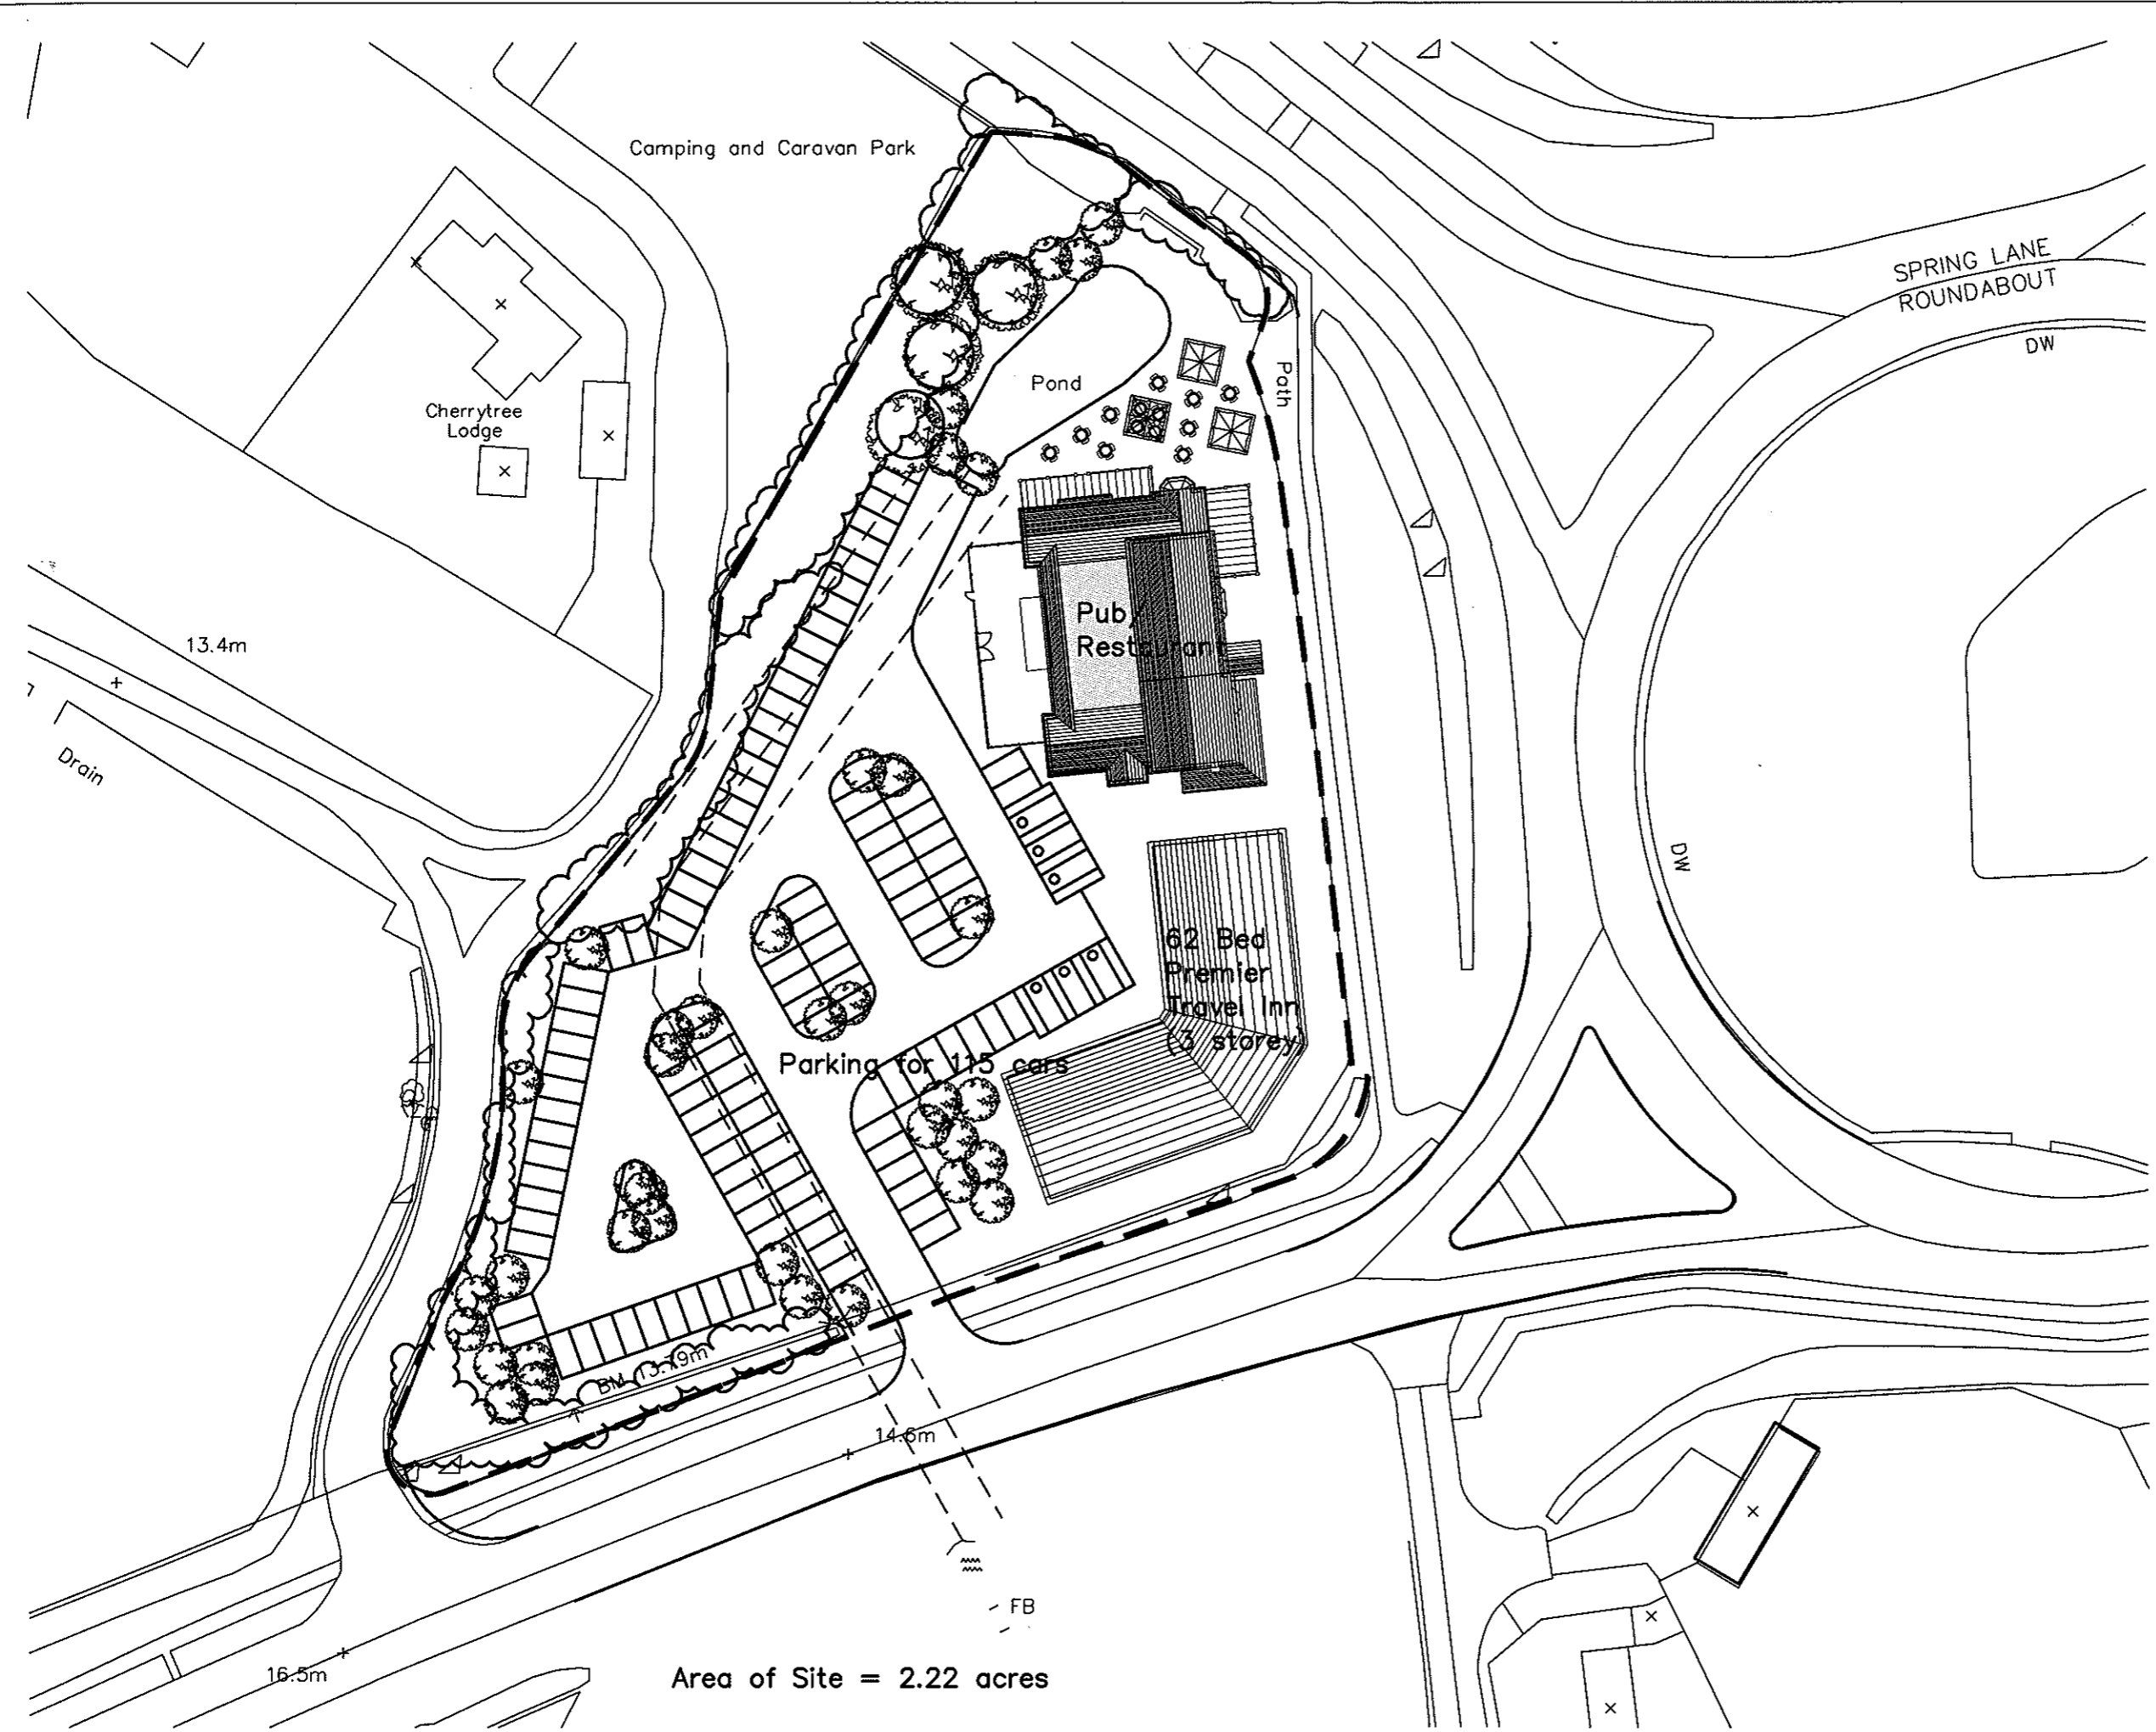 Camping and Caravan Park
SPRING LANE
ROUNDABOUT
DW
Path
Pond
Cherrytree
Lodge
Pub/
Restaurant
13.4m
Drain
DW
62 Bed
Premier
Travel Inn
(3 storey)
Parking for 115 cars
14.6m
FB
16.5m
Area of Site = 2.22 acres
BM